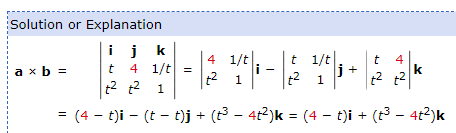 Solution or Explanation
a × b = | i j k ; t 4 1/t ; t² t² 1 | = | 4 1/t ; t² 1 | i − | t 1/t ; t² 1 | j + | t 4 ; t² t² | k
= (4 − t)i − (t − t)j + (t³ − 4t²)k = (4 − t)i + (t³ − 4t²)k